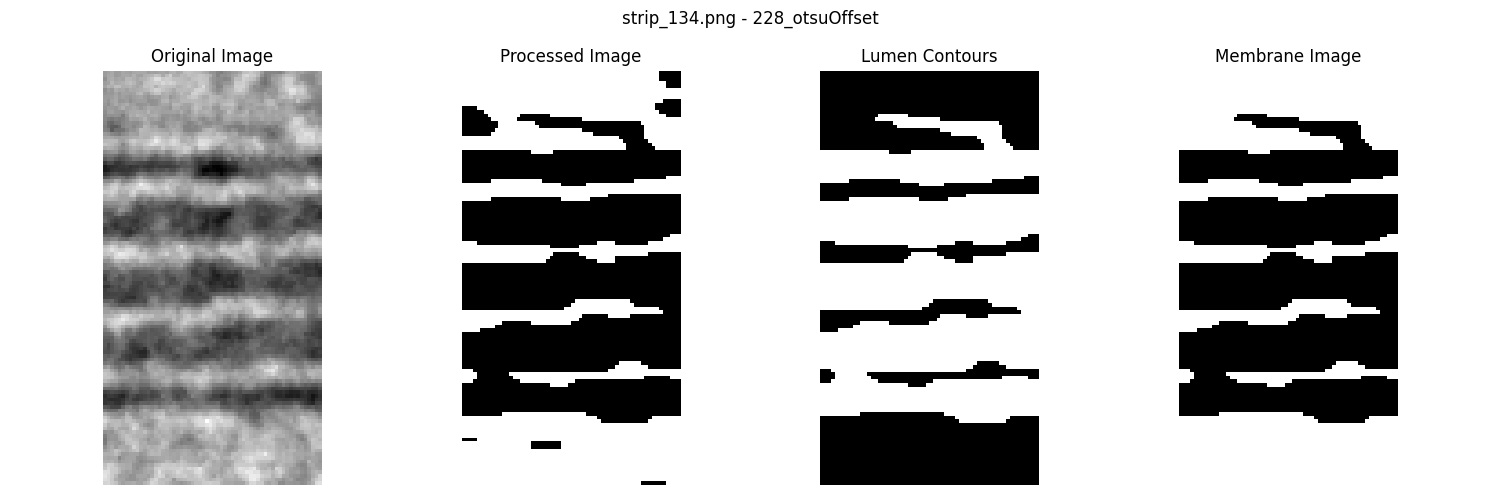 strip_134.png - 228_otsuOffset
Original Image
Processed Image
Lumen Contours
Membrane Image